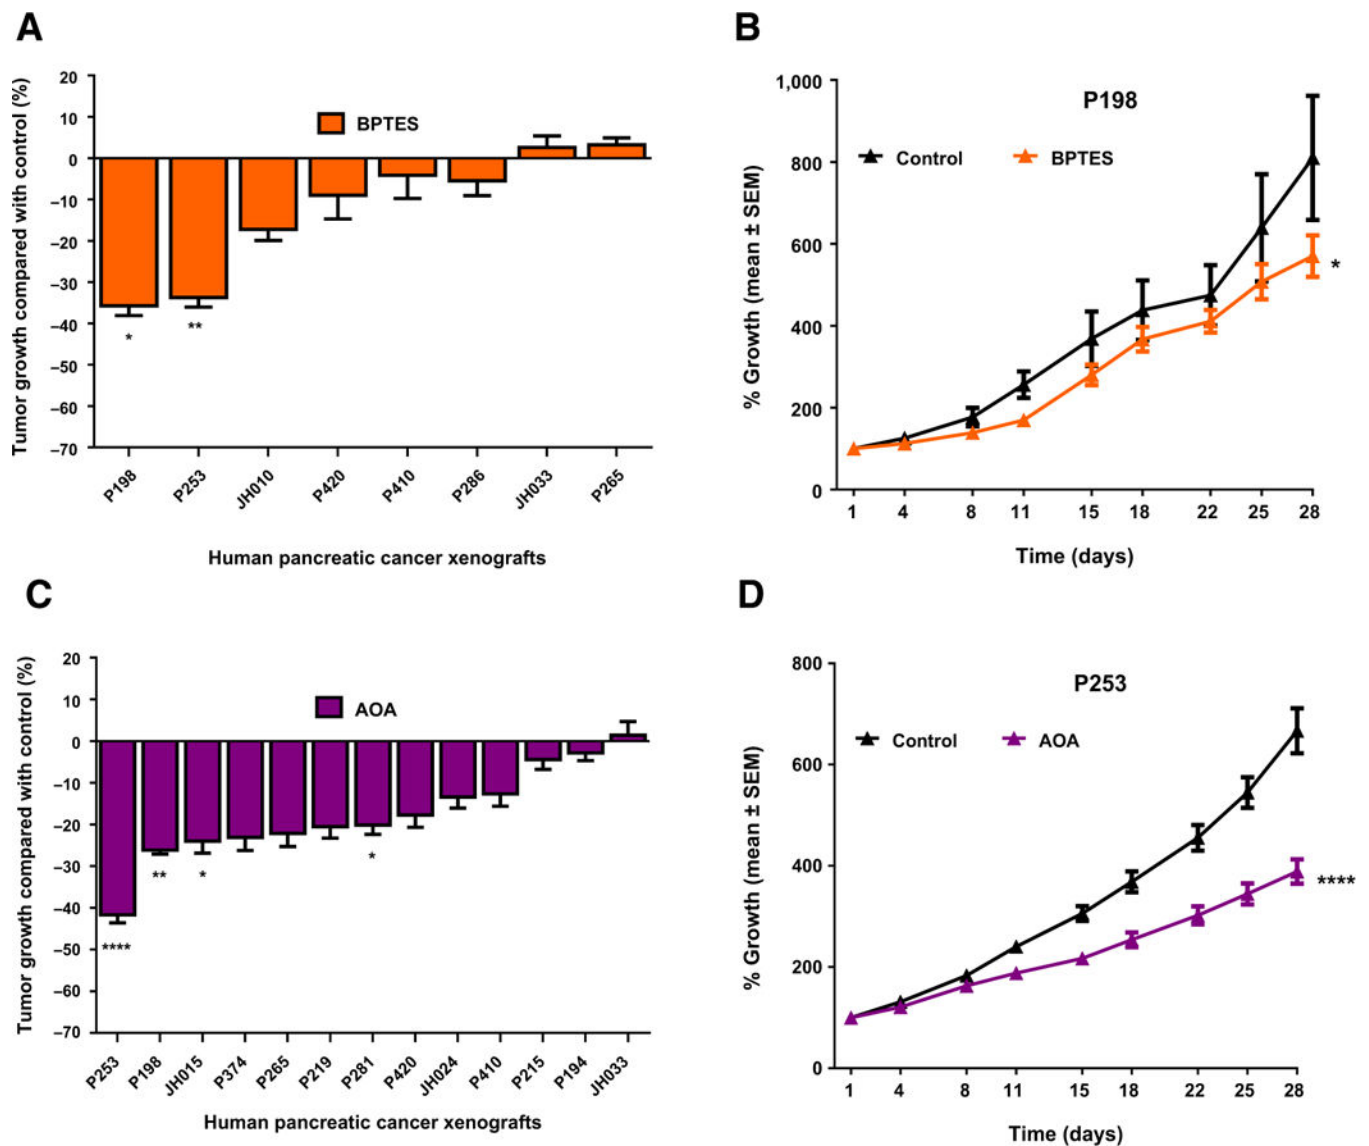 A
Tumor growth compared with control (%)
20
10
0
–10
–20
–30
–40
–50
–60
–70
BPTES
*
**
P198
P253
JH010
P420
P410
P286
JH033
P265
Human pancreatic cancer xenografts
B
% Growth (mean ± SEM)
1,000
800
600
400
200
0
P198
Control
BPTES
*
1
4
8
11
15
18
22
25
28
Time (days)
C
Tumor growth compared with control (%)
20
10
0
–10
–20
–30
–40
–50
–60
–70
AOA
****
**
*
*
P253
P198
JH015
P374
P265
P219
P281
P420
JH024
P410
P215
P194
JH033
Human pancreatic cancer xenografts
D
% Growth (mean ± SEM)
800
600
400
200
0
P253
Control
AOA
****
1
4
8
11
15
18
22
25
28
Time (days)